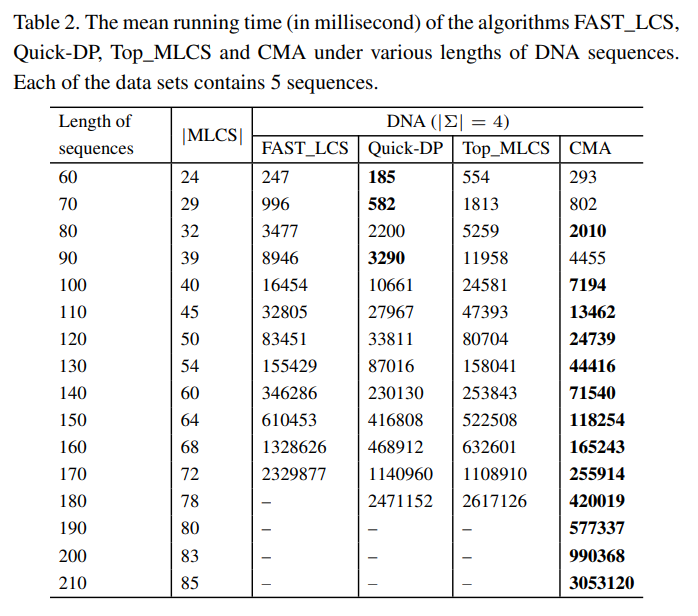 Table 2. The mean running time (in millisecond) of the algorithms FAST_LCS,
Quick-DP, Top_MLCS and CMA under various lengths of DNA sequences.
Each of the data sets contains 5 sequences.
Length of sequences |MLCS| DNA (|Σ| = 4)
FAST_LCS Quick-DP Top_MLCS CMA
60 24 247 185 554 293
70 29 996 582 1813 802
80 32 3477 2200 5259 2010
90 39 8946 3290 11958 4455
100 40 16454 10661 24581 7194
110 45 32805 27967 47393 13462
120 50 83451 33811 80704 24739
130 54 155429 87016 158041 44416
140 60 346286 230130 253843 71540
150 64 610453 416808 522508 118254
160 68 1328626 468912 632601 165243
170 72 2329877 1140960 1108910 255914
180 78 – 2471152 2617126 420019
190 80 – – – 577337
200 83 – – – 990368
210 85 – – – 3053120